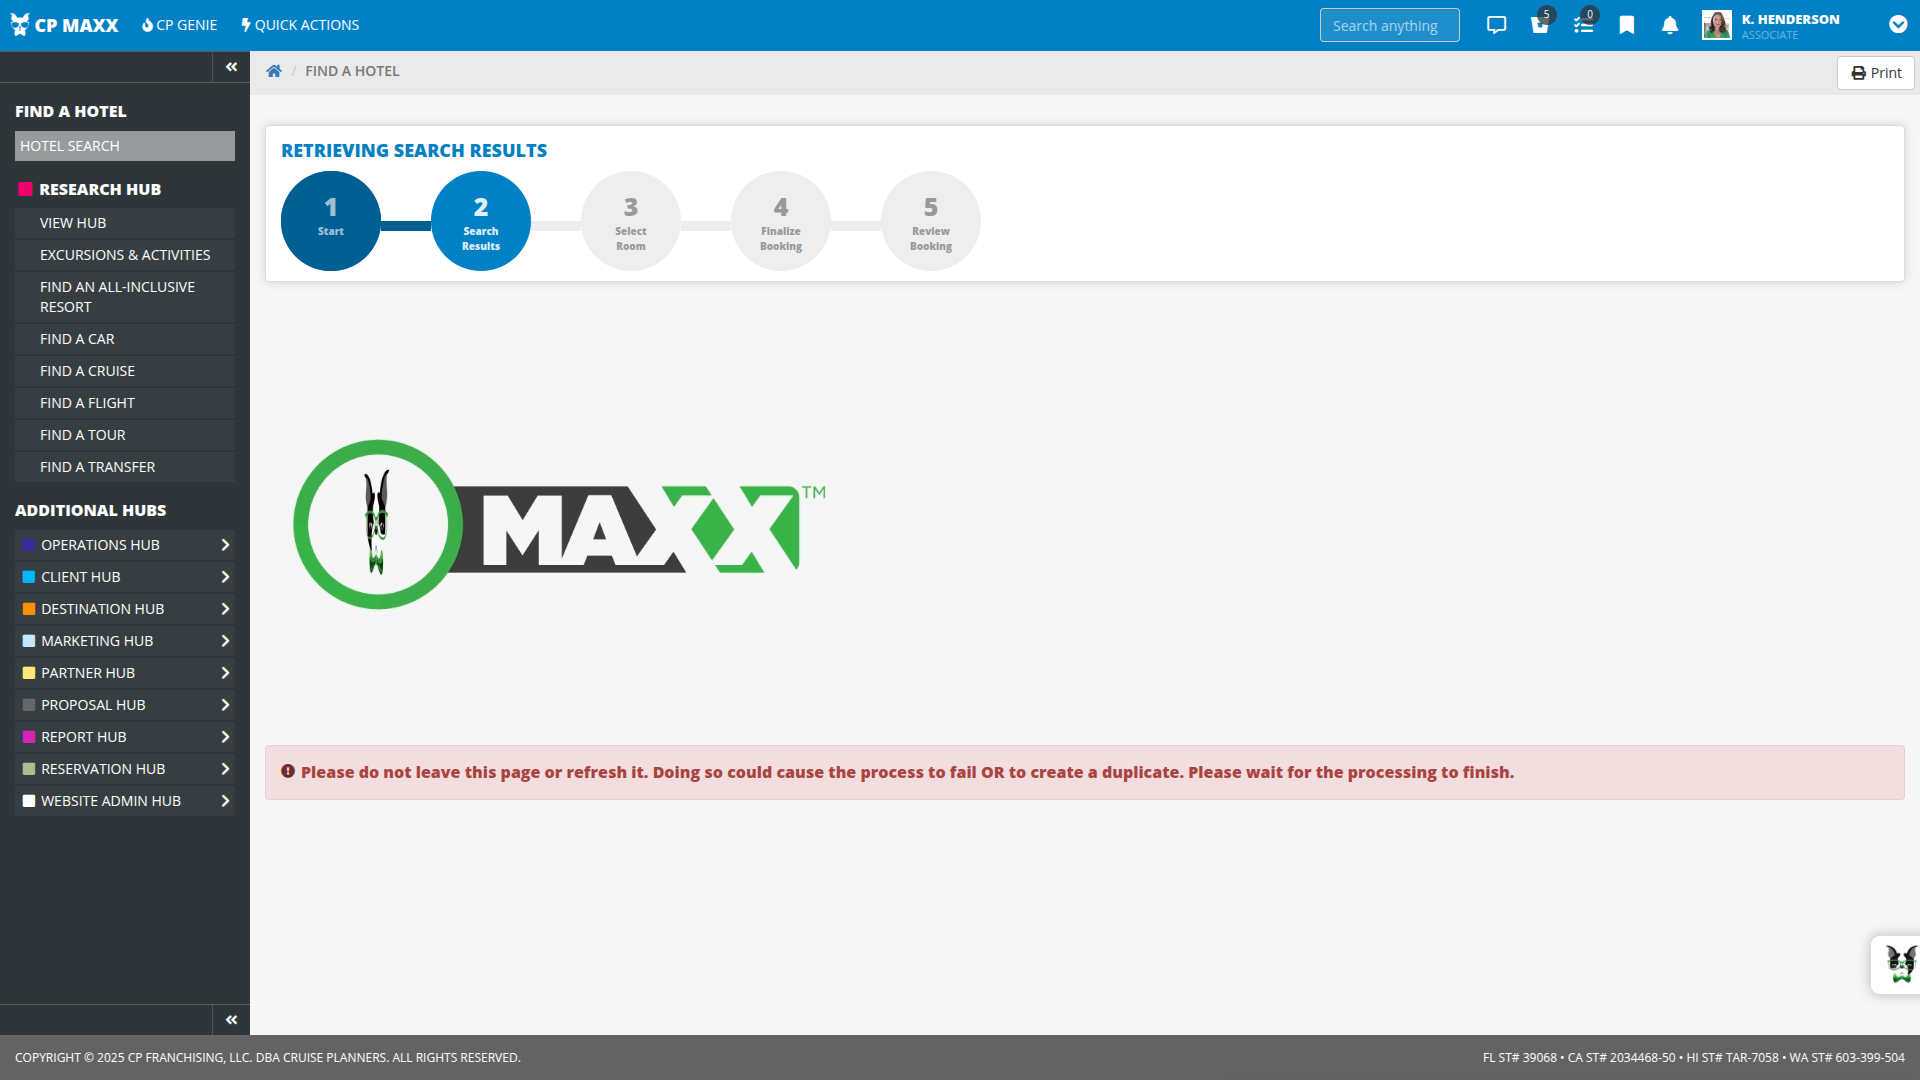 CP MAXX
CP GENIE
QUICK ACTIONS
Search anything
5
0
K. HENDERSON
ASSOCIATE
FIND A HOTEL
Print
FIND A HOTEL
HOTEL SEARCH
RESEARCH HUB
VIEW HUB
EXCURSIONS & ACTIVITIES
FIND AN ALL-INCLUSIVE
RESORT
FIND A CAR
FIND A CRUISE
FIND A FLIGHT
FIND A TOUR
FIND A TRANSFER
ADDITIONAL HUBS
OPERATIONS HUB
CLIENT HUB
DESTINATION HUB
MARKETING HUB
PARTNER HUB
PROPOSAL HUB
REPORT HUB
RESERVATION HUB
WEBSITE ADMIN HUB
RETRIEVING SEARCH RESULTS
1
Start
2
Search
Results
3
Select
Room
4
Finalize
Booking
5
Review
Booking
MAXX™
Please do not leave this page or refresh it. Doing so could cause the process to fail OR to create a duplicate. Please wait for the processing to finish.
COPYRIGHT © 2025 CP FRANCHISING, LLC. DBA CRUISE PLANNERS. ALL RIGHTS RESERVED.
FL ST# 39068 • CA ST# 2034468-50 • HI ST# TAR-7058 • WA ST# 603-399-504